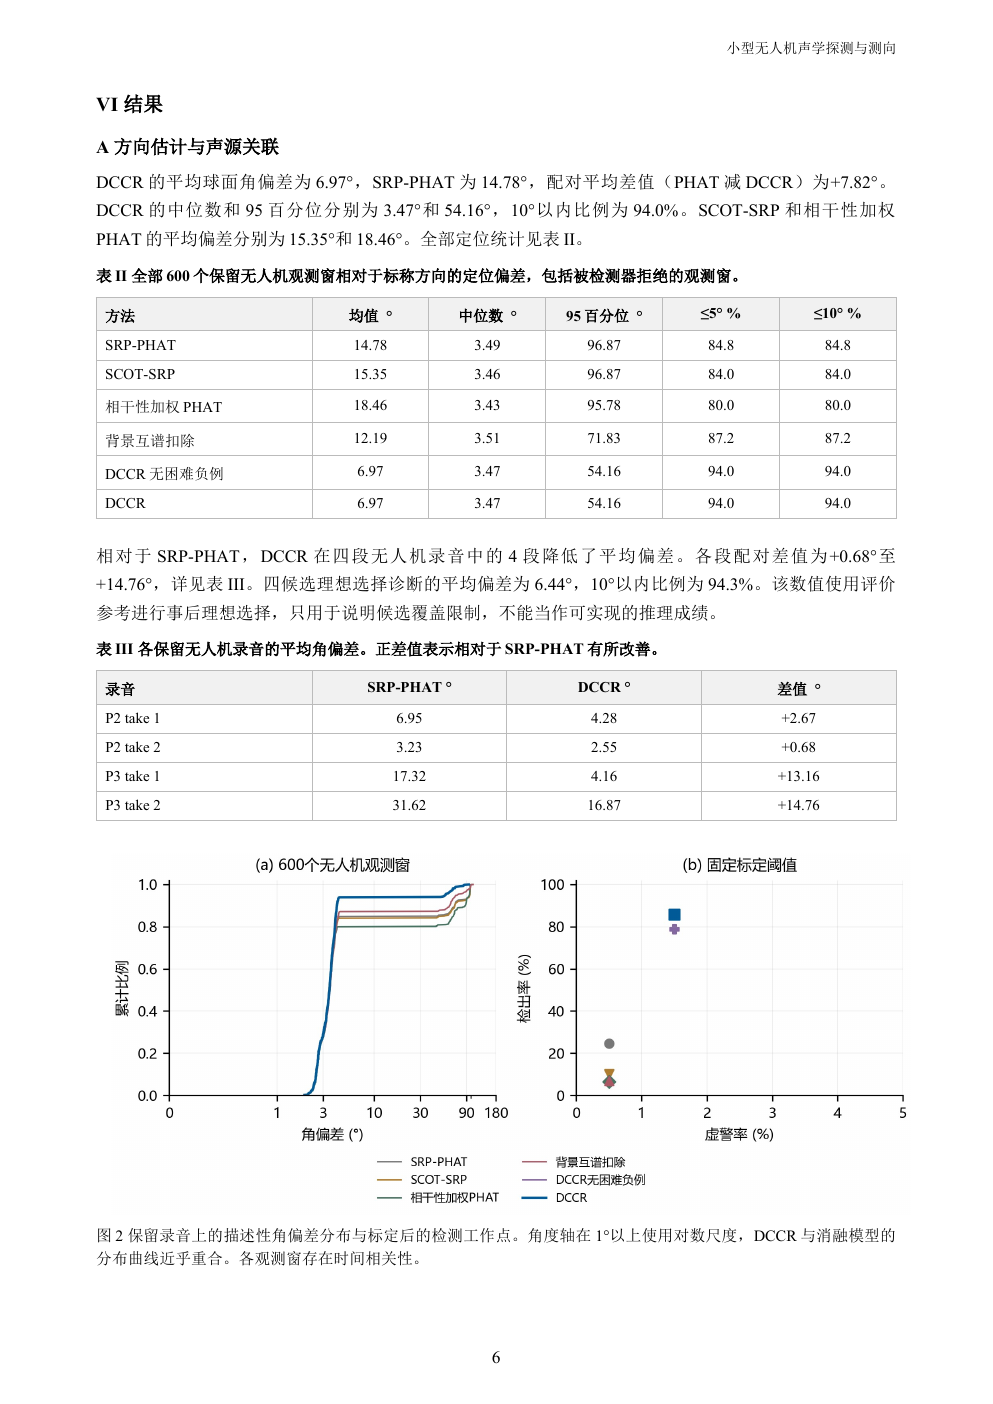 小型无人机声学探测与测向
VI 结果
A 方向估计与声源关联
DCCR 的平均球面角偏差为 6.97°，SRP-PHAT 为 14.78°，配对平均差值（PHAT 减 DCCR）为+7.82°。
DCCR 的中位数和 95 百分位分别为 3.47°和 54.16°，10°以内比例为 94.0%。SCOT-SRP 和相干性加权
PHAT 的平均偏差分别为 15.35°和 18.46°。全部定位统计见表 II。
表 II 全部 600 个保留无人机观测窗相对于标称方向的定位偏差，包括被检测器拒绝的观测窗。
方法 均值 ° 中位数 ° 95 百分位 ° ≤5° % ≤10° %
SRP-PHAT 14.78 3.49 96.87 84.8 84.8
SCOT-SRP 15.35 3.46 96.87 84.0 84.0
相干性加权 PHAT 18.46 3.43 95.78 80.0 80.0
背景互谱扣除 12.19 3.51 71.83 87.2 87.2
DCCR 无困难负例 6.97 3.47 54.16 94.0 94.0
DCCR 6.97 3.47 54.16 94.0 94.0
相对于 SRP-PHAT，DCCR 在四段无人机录音中的 4 段降低了平均偏差。各段配对差值为+0.68°至
+14.76°，详见表 III。四候选理想选择诊断的平均偏差为 6.44°，10°以内比例为 94.3%。该数值使用评价
参考进行事后理想选择，只用于说明候选覆盖限制，不能当作可实现的推理成绩。
表 III 各保留无人机录音的平均角偏差。正差值表示相对于 SRP-PHAT 有所改善。
录音 SRP-PHAT ° DCCR ° 差值 °
P2 take 1 6.95 4.28 +2.67
P2 take 2 3.23 2.55 +0.68
P3 take 1 17.32 4.16 +13.16
P3 take 2 31.62 16.87 +14.76
(a) 600个无人机观测窗
1.0
0.8
0.6
0.4
0.2
0.0
累计比例
0 1 3 10 30 90 180
角偏差 (°)
(b) 固定标定阈值
100
80
60
40
20
0
检出率 (%)
0 1 2 3 4 5
虚警率 (%)
SRP-PHAT
SCOT-SRP
相干性加权PHAT
背景互谱扣除
DCCR无困难负例
DCCR
图 2 保留录音上的描述性角偏差分布与标定后的检测工作点。角度轴在 1°以上使用对数尺度，DCCR 与消融模型的
分布曲线近乎重合。各观测窗存在时间相关性。
6